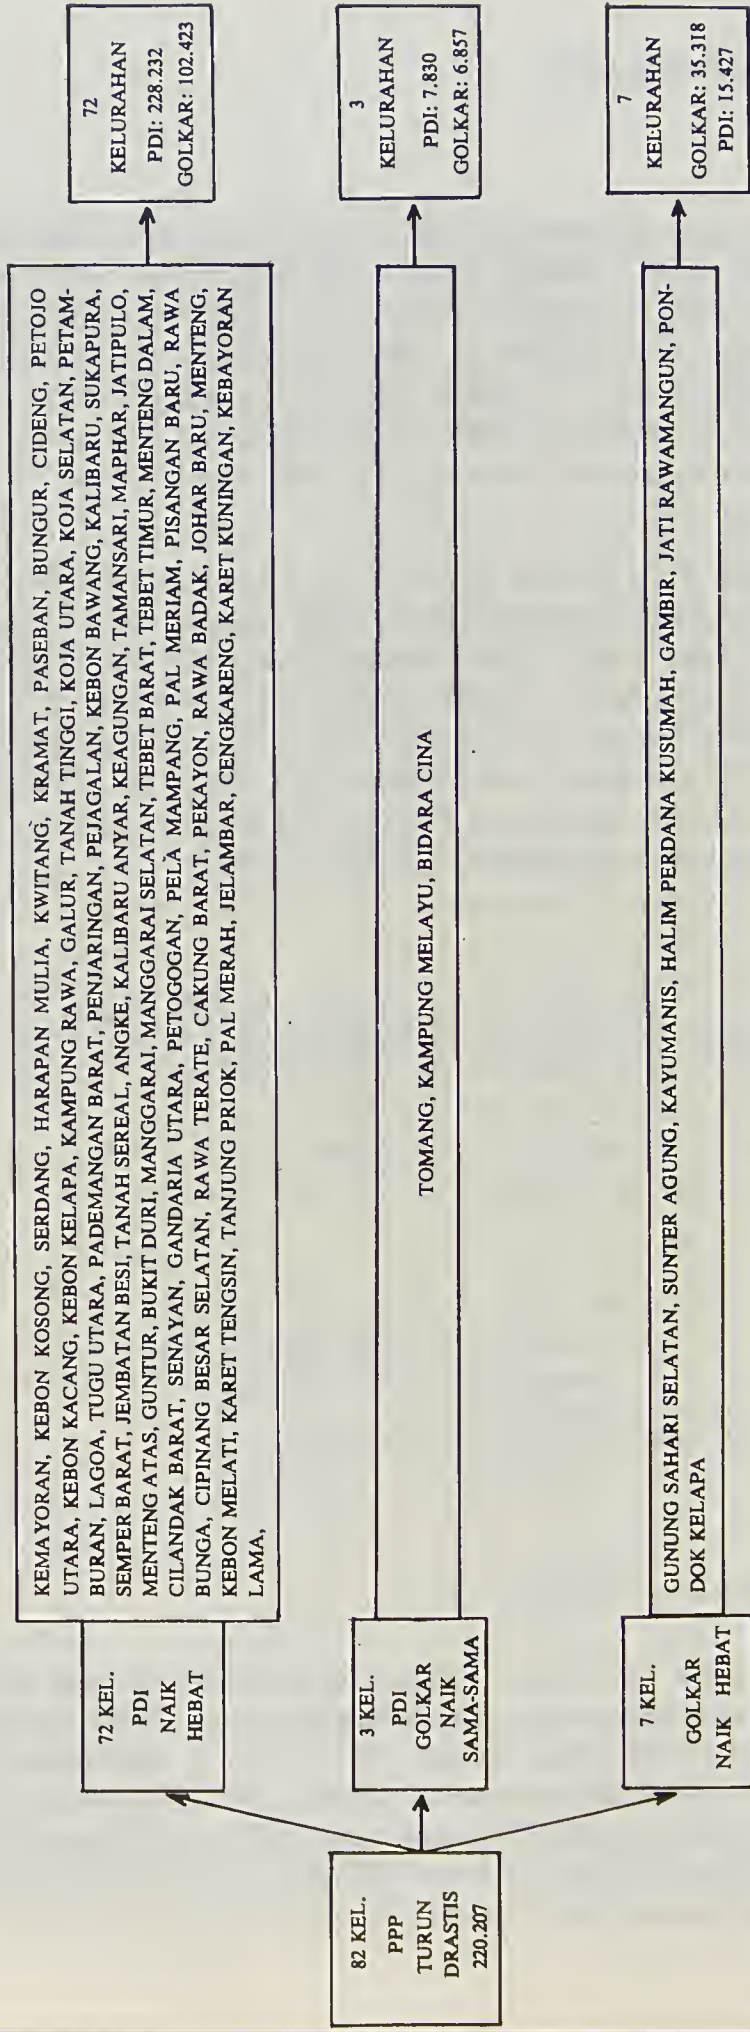 82 KEL.
PPP
TURUN
DRASTIS
220.207
72 KEL.
PDI
NAIK
HEBAT
KEMAYORAN, KEBON KOSONG, SERDANG, HARAPAN MULIA, KWITANG, KRAMAT, PASEBAN, BUNGUR, CIDENG, PETOJO
UTARA, KEBON KACANG, KEBON KELAPA, KAMPUNG RAWA, GALUR, TANAH TINGGI, KOJA UTARA, KOJA SELATAN, PETAM-
BURAN, LAGOA, TUGU UTARA, PADEMANGAN BARAT, PENJARINGAN, PEJAGALAN, KEBON BAWANG, KALIBARU, SUKAPURA,
SEMPER BARAT, JEMBATAN BESI, TANAH SEREAL, ANGKE, KALIBARU ANYAR, KEAGUNGAN, TAMANSARI, MAPHAR, JATIPULO,
MENTENG ATAS, GUNTUR, BUKIT DURI, MANGGARAI, MANGGARAI SELATAN, TEBET BARAT, TEBET TIMUR, MENTENG DALAM,
CILANDAK BARAT, SENAYAN, GANDARIA UTARA, PETOGOGAN, PELA MAMPANG, PAL MERIAM, PISANGAN BARU, RAWA
BUNGA, CIPINANG BESAR SELATAN, RAWA TERATE, CAKUNG BARAT, PEKAYON, RAWA BADAK, JOHAR BARU, MENTENG,
KEBON MELATI, KARET TENGSIN, TANJUNG PRIOK, PAL MERAH, JELAMBAR, CENGKARENG, KARET KUNINGAN, KEBAYORAN
LAMA,
72
KELURAHAN
PDI: 228.232
GOLKAR: 102.423
3 KEL.
PDI
GOLKAR
NAIK
SAMA-SAMA
TOMANG, KAMPUNG MELAYU, BIDARA CINA
3
KELURAHAN
PDI: 7.830
GOLKAR: 6.857
7 KEL.
GOLKAR
NAIK HEBAT
GUNUNG SAHARI SELATAN, SUNTER AGUNG, KAYUMANIS, HALIM PERDANA KUSUMAH, GAMBIR, JATI RAWAMANGUN, PON-
DOK KELAPA
7
KELURAHAN
GOLKAR: 35.318
PDI: 15.427